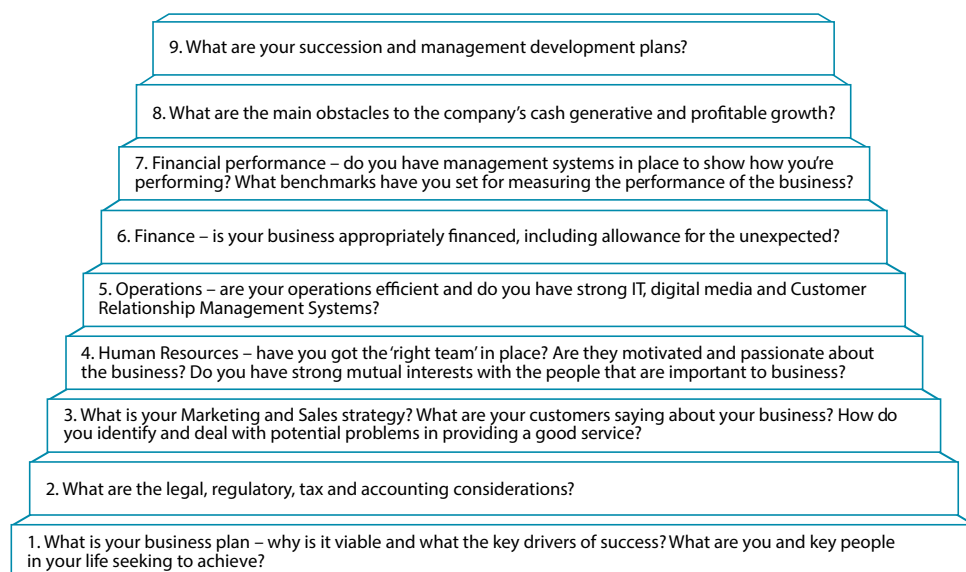 9. What are your succession and management development plans?
8. What are the main obstacles to the company's cash generative and profitable growth?
7. Financial performance – do you have management systems in place to show how you're
performing? What benchmarks have you set for measuring the performance of the business?
6. Finance – is your business appropriately financed, including allowance for the unexpected?
5. Operations – are your operations efficient and do you have strong IT, digital media and Customer
Relationship Management Systems?
4. Human Resources – have you got the 'right team' in place? Are they motivated and passionate about
the business? Do you have strong mutual interests with the people that are important to business?
3. What is your Marketing and Sales strategy? What are your customers saying about your business? How do
you identify and deal with potential problems in providing a good service?
2. What are the legal, regulatory, tax and accounting considerations?
1. What is your business plan – why is it viable and what the key drivers of success? What are you and key people
in your life seeking to achieve?